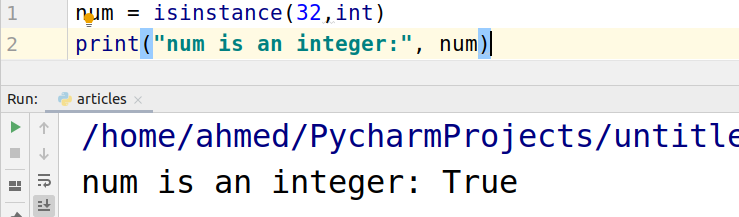 1 num = isinstance(32,int)
2 print("num is an integer:", num)
Run: articles ×
/home/ahmed/PycharmProjects/untitle
num is an integer: True